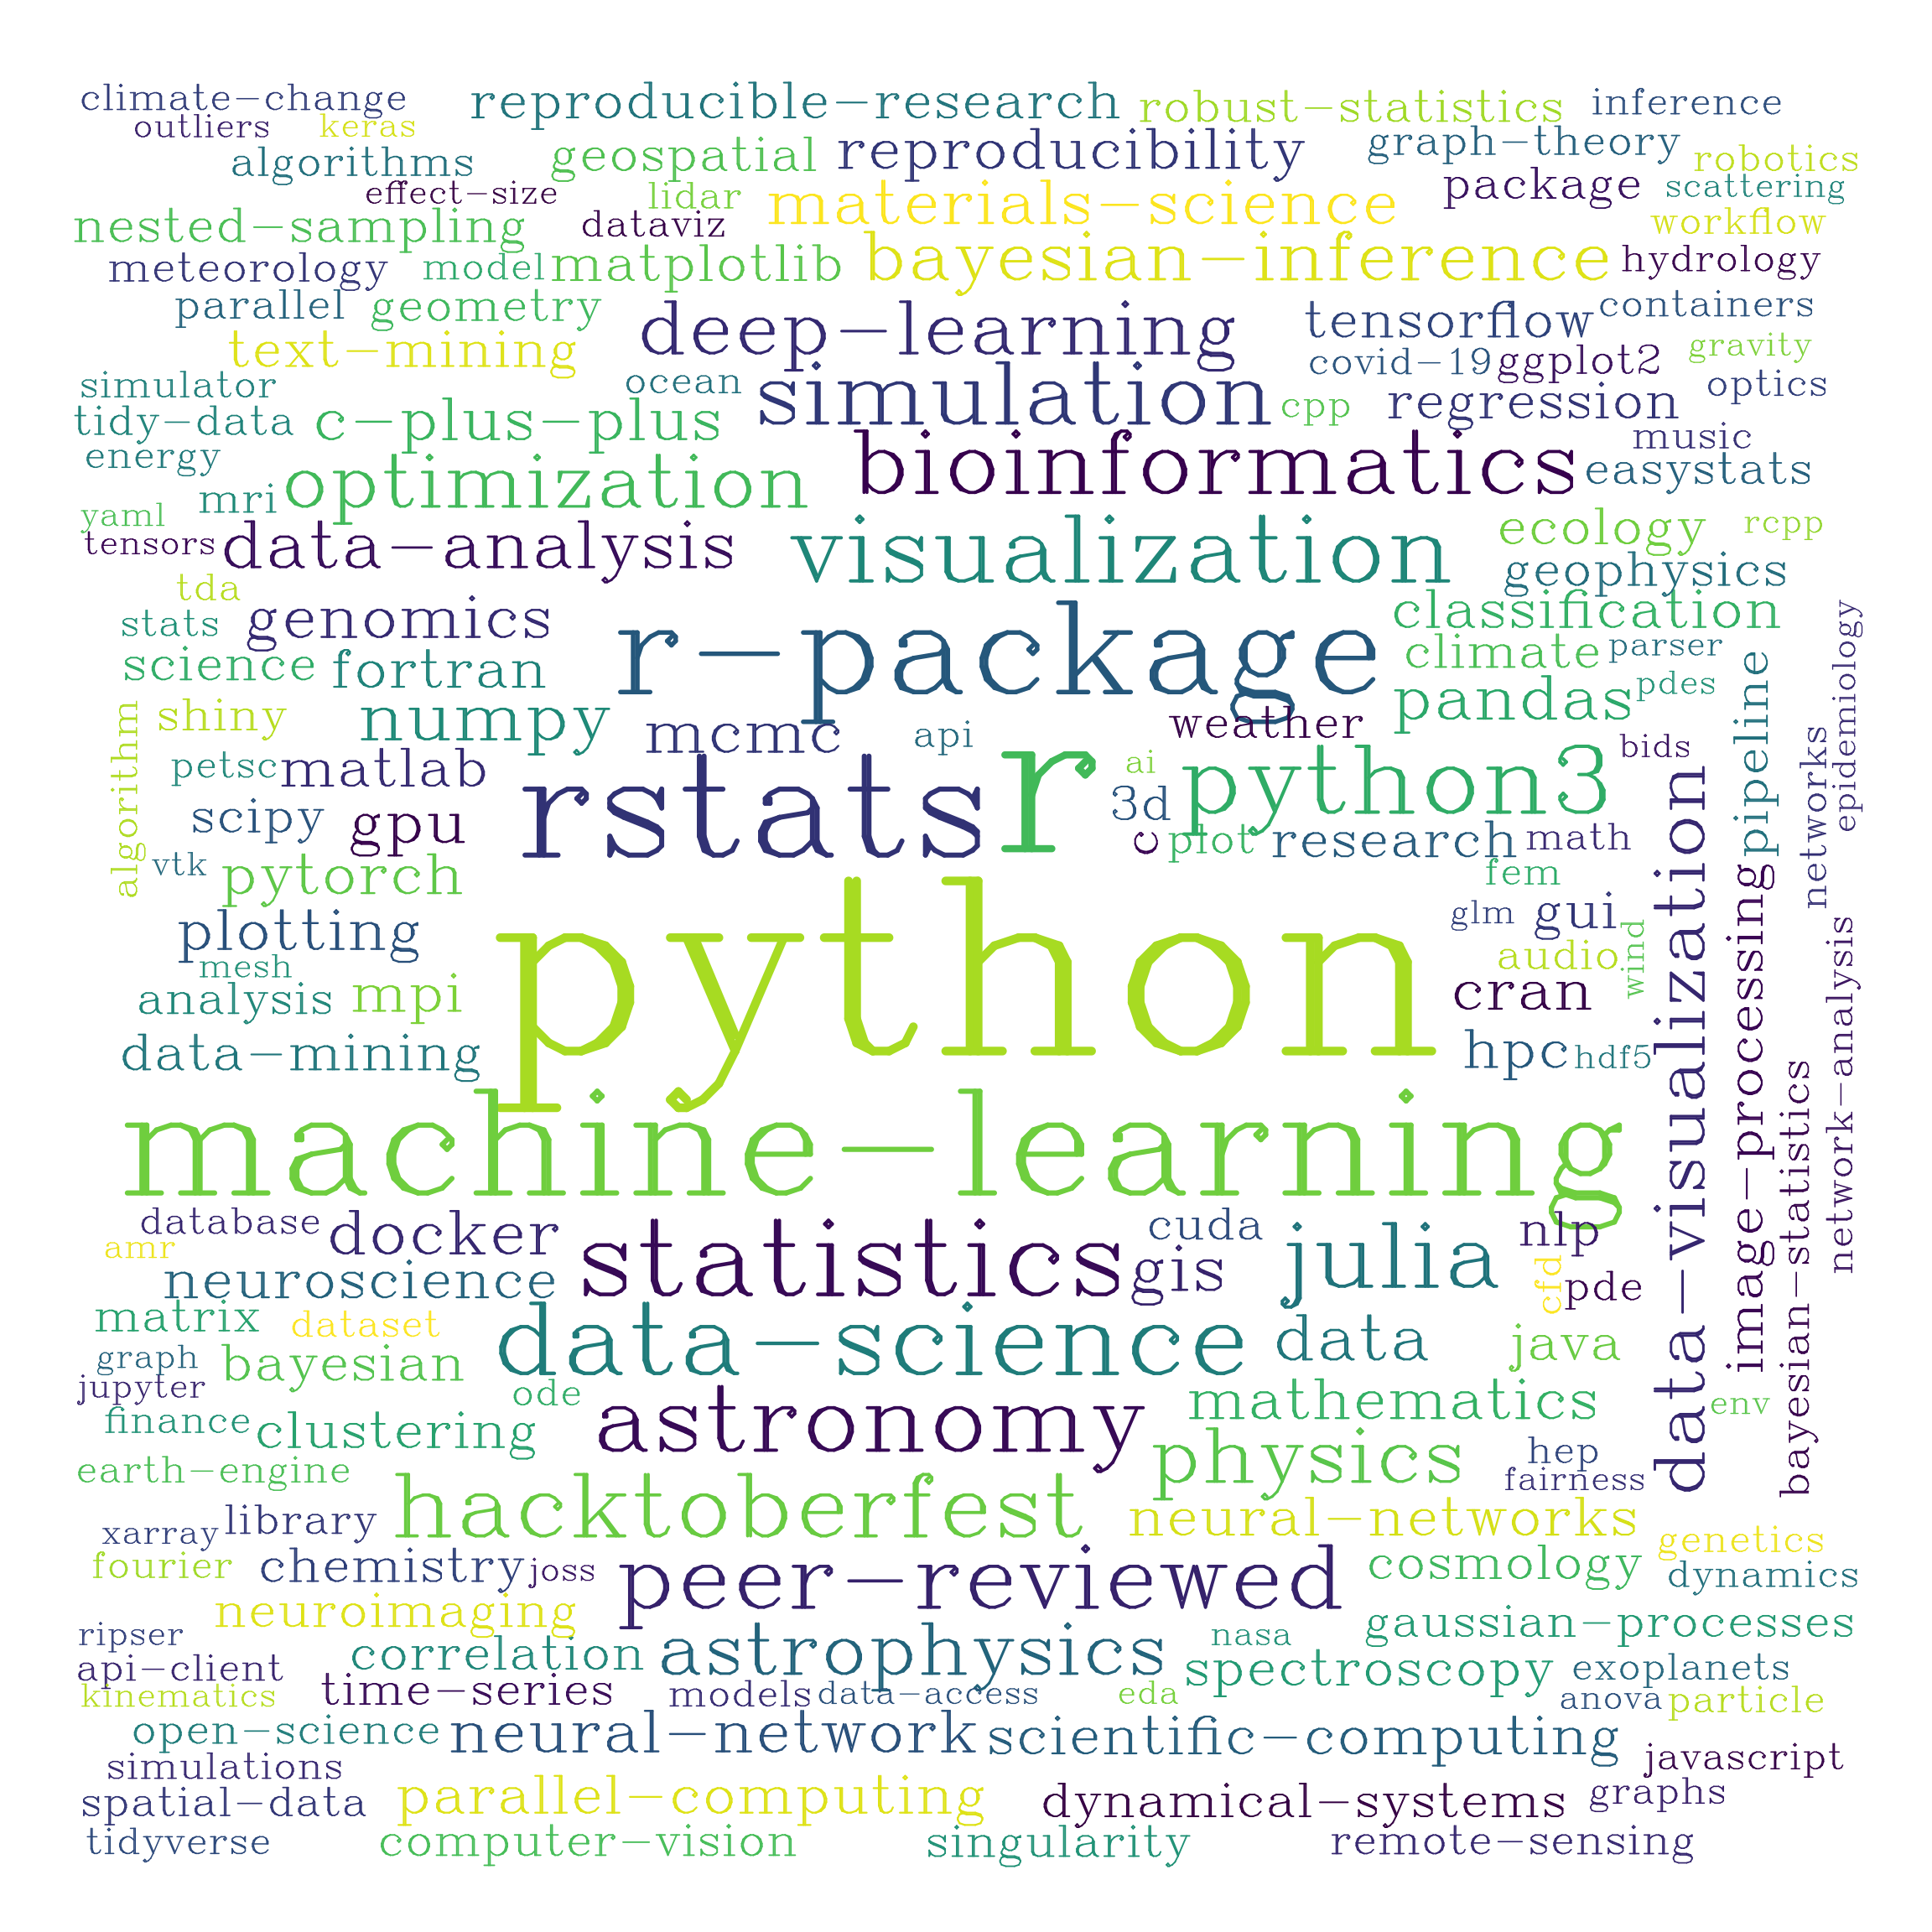 climate-change reproducible-research robust-statistics inference
outliers keras algorithms geospatial reproducibility graph-theory robotics
effect-size lidar materials-science package scattering
nested-sampling dataviz workflow
meteorology model matplotlib bayesian-inference hydrology
parallel geometry deep-learning tensorflow containers
text-mining covid-19 ggplot2 gravity
simulator ocean simulation cpp regression optics
tidy-data c-plus-plus music
energy optimization bioinformatics easystats
mri
yaml ecology rcpp
tensors data-analysis visualization geophysics
tda
stats genomics r-package classification
science fortran climate parser
pandas pdes
shiny numpy mcmc api weather
algorithm petsc matlab rstats r ai python3 bids
scipy gpu 3d
c plot research math
vtk pytorch fem
pipeline
networks
epidemiology
plotting python glm gui
mesh audio wind
analysis mpi cran
data-mining hpc hdf5
data-visualization
image-processing
bayesian-statistics
network-analysis
machine-learning
database docker statistics cuda julia nlp
amr gis
neuroscience cfd pde
matrix dataset data-science data java
graph bayesian
jupyter ode astronomy mathematics env
finance clustering
earth-engine physics hep
fairness
xarray library hacktoberfest neural-networks
fourier chemistry joss peer-reviewed cosmology genetics
dynamics
neuroimaging gaussian-processes
ripser nasa
api-client correlation astrophysics spectroscopy exoplanets
kinematics time-series models data-access eda anova particle
open-science neural-network scientific-computing
simulations javascript
spatial-data parallel-computing dynamical-systems graphs
tidyverse computer-vision singularity remote-sensing